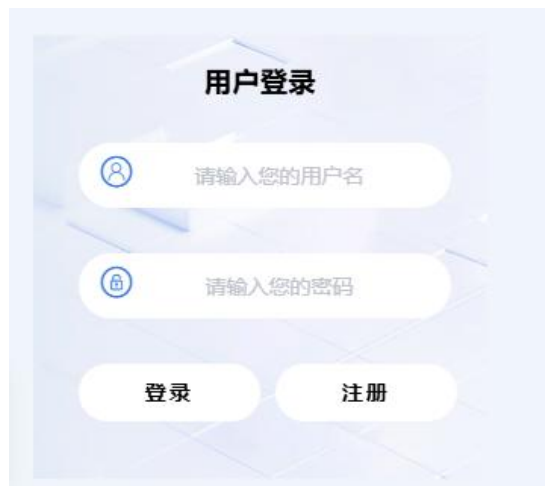 用户登录
请输入您的用户名
请输入您的密码
登录 注册